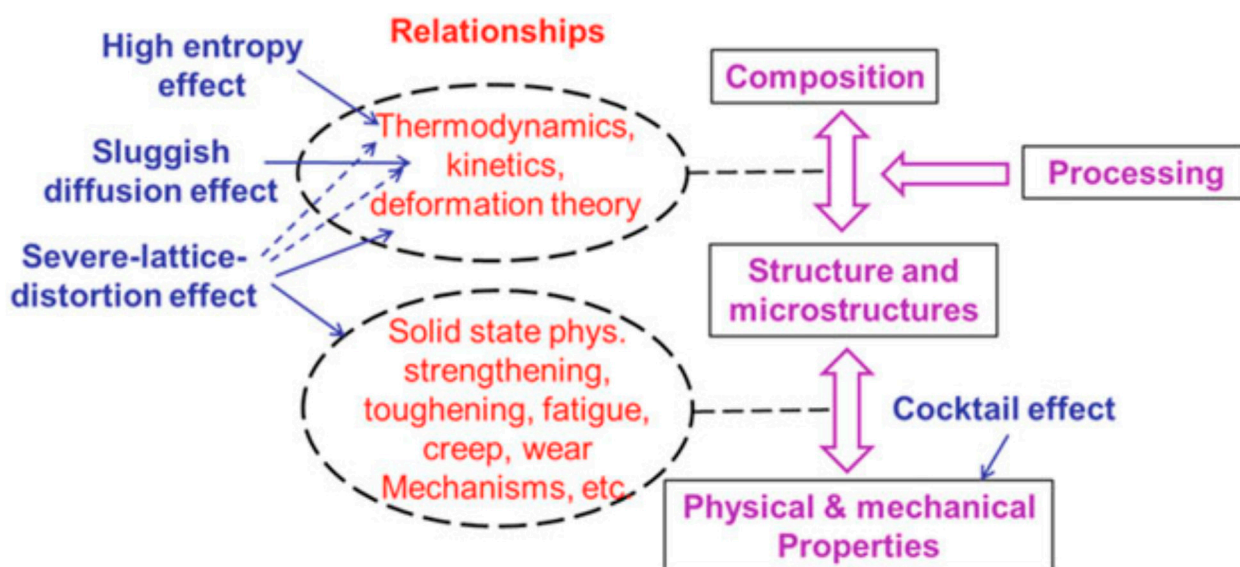 Relationships
High entropy
effect
Sluggish
diffusion effect
Severe-lattice-
distortion effect
Thermodynamics,
kinetics,
deformation theory
Solid state phys.
strengthening,
toughening, fatigue,
creep, wear
Mechanisms, etc
Composition
Processing
Structure and
microstructures
Cocktail effect
Physical & mechanical
Properties